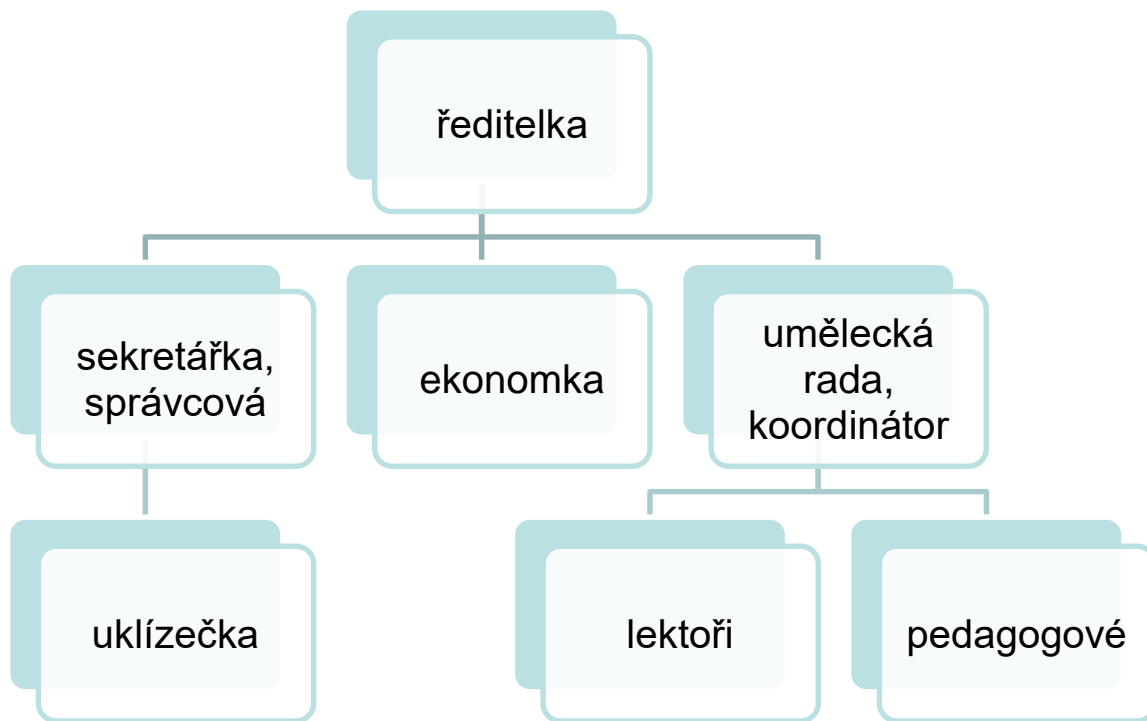 ředitelka
sekretářka,
správcová
ekonomka
umělecká
rada,
koordinátor
uklízečka
lektoři
pedagogové